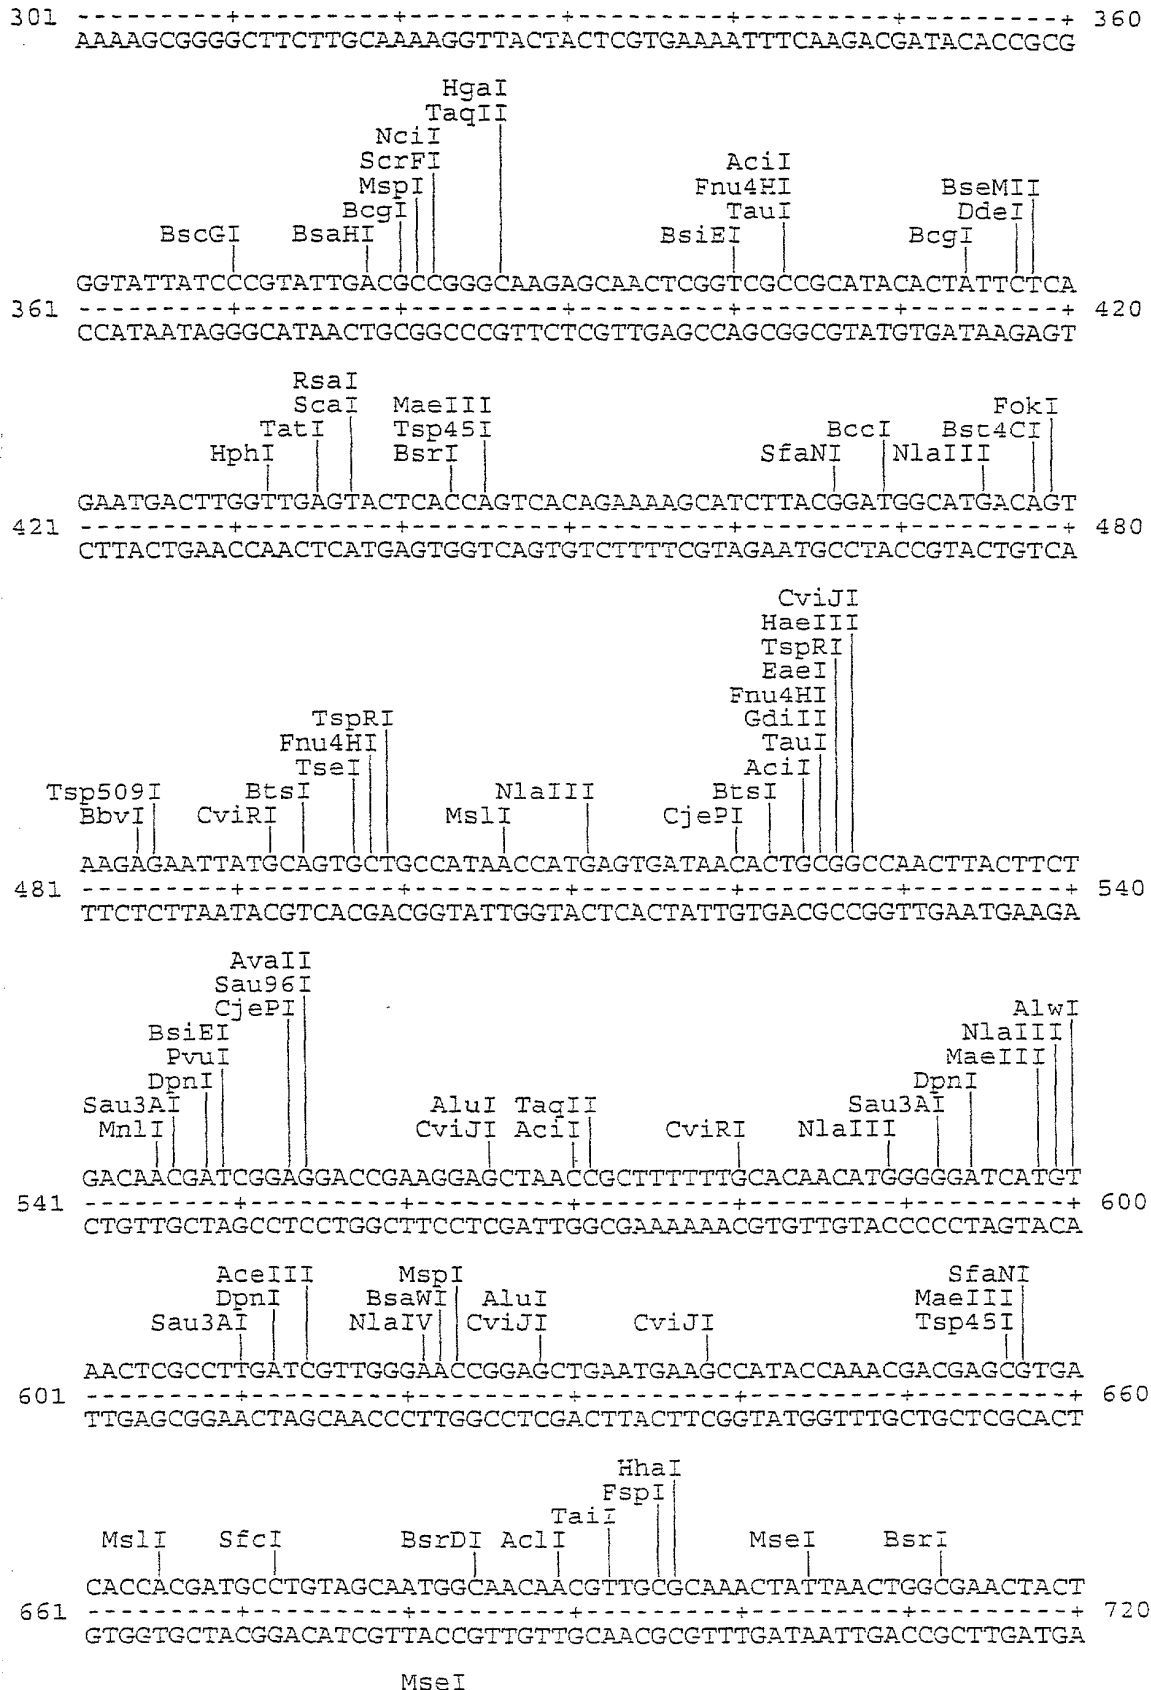 301 ---------+---------+---------+---------+---------+---------+ 360
AAAAGCGGGGCTTCTTGCAAAAGGTTACTACTCGTGAAAATTTCAAGACGATACACCGCG
HgaI
TaqII
NciI
ScrFI AciI
MspI Fnu4HI BseMII
BcgI TauI DdeI
BscGI BsaHI BsiEI BcgI
GGTATTATCCCGTATTGACGCCGGGCAAGAGCAACTCGGTCGCCGCATACACTATTCTCA
361 ---------+---------+---------+---------+---------+---------+ 420
CCATAATAGGGCATAACTGCGGCCCGTTCTCGTTGAGCCAGCGGCGTATGTGATAAGAGT
RsaI
ScaI MaeIII FokI
TatI Tsp45I BccI Bst4CI
HphI BsrI SfaNI NlaIII
GAATGACTTGGTTGAGTACTCACCAGTCACAGAAAAGCATCTTACGGATGGCATGACAGT
421 ---------+---------+---------+---------+---------+---------+ 480
CTTACTGAACCAACTCATGAGTGGTCAGTGTCTTTTCGTAGAATGCCTACCGTACTGTCA
CviJI
HaeIII
TspRI
EaeI
Fnu4HI
TspRI GdiII
Fnu4HI TauI
TseI AciI
Tsp509I BtsI NlaIII BtsI
BbvI CviRI MslI CjePI
AAGAGAATTATGCAGTGCTGCCATAACCATGAGTGATAACACTGCGGCCAACTTACTTCT
481 ---------+---------+---------+---------+---------+---------+ 540
TTCTCTTAATACGTCACGACGGTATTGGTACTCACTATTGTGACGCCGGTTGAATGAAGA
AvaII
Sau96I
CjePI AlwI
BsiEI NlaIII
PvuI MaeIII
DpnI DpnI
Sau3AI AluI TaqII Sau3AI
MnlI CviJI AciI CviRI NlaIII
GACAACGATCGGAGGACCGAAGGAGCTAACCGCTTTTTTGCACAACATGGGGGATCATGT
541 ---------+---------+---------+---------+---------+---------+ 600
CTGTTGCTAGCCTCCTGGCTTCCTCGATTGGCGAAAAAACGTGTTGTACCCCCTAGTACA
AceIII MspI SfaNI
DpnI BsaWI AluI MaeIII
Sau3AI NlaIV CviJI CviJI Tsp45I
AACTCGCCTTGATCGTTGGGAACCGGAGCTGAATGAAGCCATACCAAACGACGAGCGTGA
601 ---------+---------+---------+---------+---------+---------+ 660
TTGAGCGGAACTAGCAACCCTTGGCCTCGACTTACTTCGGTATGGTTTGCTGCTCGCACT
HhaI
FspI
TaiI
MslI SfcI BsrDI AclI MseI BsrI
CACCACGATGCCTGTAGCAATGGCAACAACGTTGCGCAAACTATTAACTGGCGAACTACT
661 ---------+---------+---------+---------+---------+---------+ 720
GTGGTGCTACGGACATCGTTACCGTTGTTGCAACGCGTTTGATAATTGACCGCTTGATGA
MseI